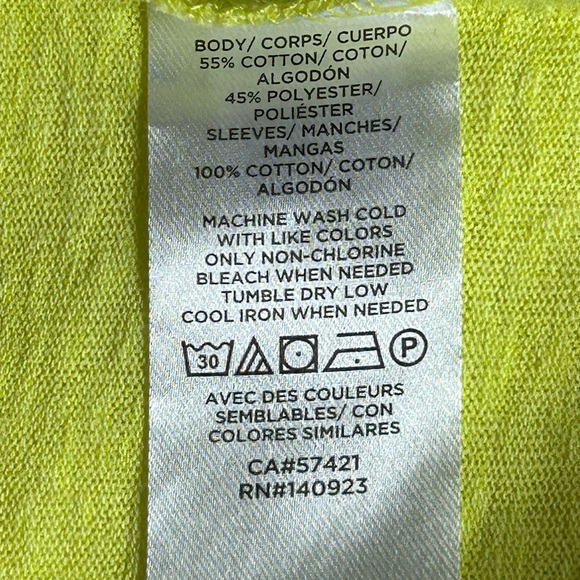 BODY/ CORPS/ CUERPO
55% COTTON/ COTON/
ALGODÓN
45% POLYESTER/
POLIÉSTER
SLEEVES/ MANCHES/
MANGAS
100% COTTON/ COTON/
ALGODÓN
MACHINE WASH COLD
WITH LIKE COLORS
ONLY NON-CHLORINE
BLEACH WHEN NEEDED
TUMBLE DRY LOW
COOL IRON WHEN NEEDED
30 P
AVEC DES COULEURS
SEMBLABLES/ CON
COLORES SIMILARES
CA#57421
RN#140923